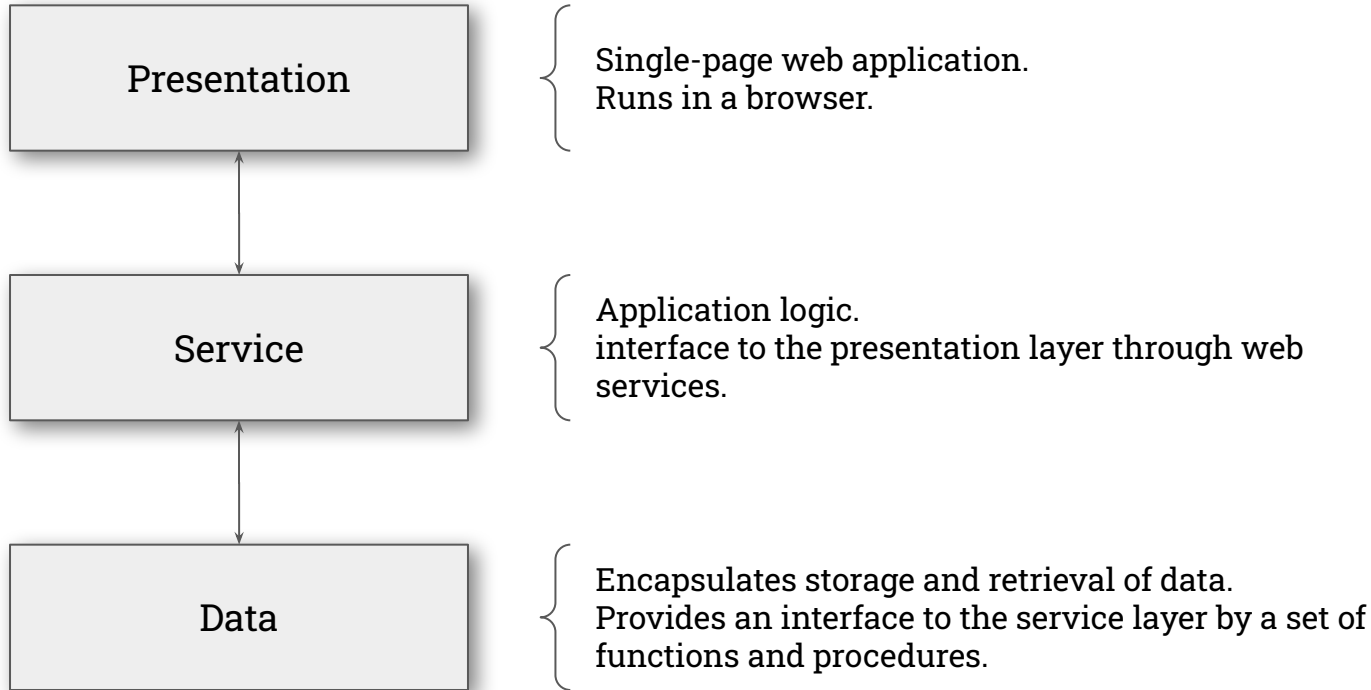 Presentation
Single-page web application.
Runs in a browser.
Service
Application logic.
interface to the presentation layer through web
services.
Data
Encapsulates storage and retrieval of data.
Provides an interface to the service layer by a set of
functions and procedures.